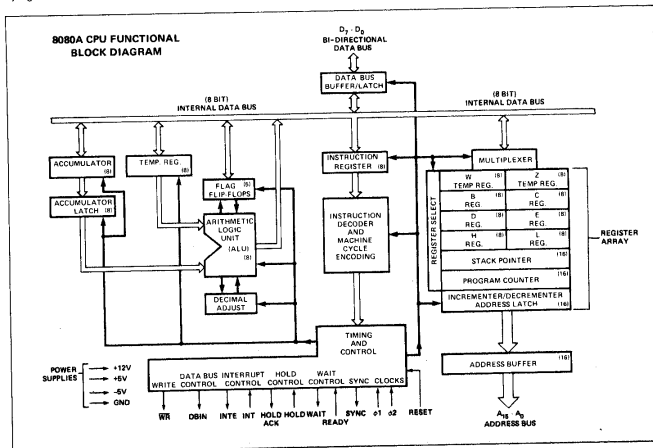 8080A CPU FUNCTIONAL
BLOCK DIAGRAM
D7 - D0
BI-DIRECTIONAL
DATA BUS
DATA BUS
BUFFER/LATCH
(8 BIT)
INTERNAL DATA BUS
(8 BIT)
INTERNAL DATA BUS
ACCUMULATOR
(8)
TEMP. REG.
(8)
ACCUMULATOR
LATCH (8)
FLAG (5)
FLIP-FLOPS
ARITHMETIC
LOGIC
UNIT
(ALU)
(8)
DECIMAL
ADJUST
INSTRUCTION
REGISTER (8)
INSTRUCTION
DECODER
AND
MACHINE
CYCLE
ENCODING
MULTIPLEXER
REGISTER SELECT
W (8)
TEMP REG.
Z (8)
TEMP REG.
B (8)
REG.
C (8)
REG.
D (8)
REG.
E (8)
REG.
H (8)
REG.
L (8)
REG.
STACK POINTER (16)
PROGRAM COUNTER (16)
INCREMENTER/DECREMENTER
ADDRESS LATCH (16)
REGISTER
ARRAY
TIMING
AND
CONTROL
DATA BUS INTERRUPT HOLD WAIT
WRITE CONTROL CONTROL CONTROL CONTROL SYNC CLOCKS
ADDRESS BUFFER (16)
POWER
SUPPLIES
+12V
+5V
-5V
GND
WR DBIN INTE INT HOLD HOLD WAIT SYNC φ1 φ2 RESET
ACK READY
A15 - A0
ADDRESS BUS